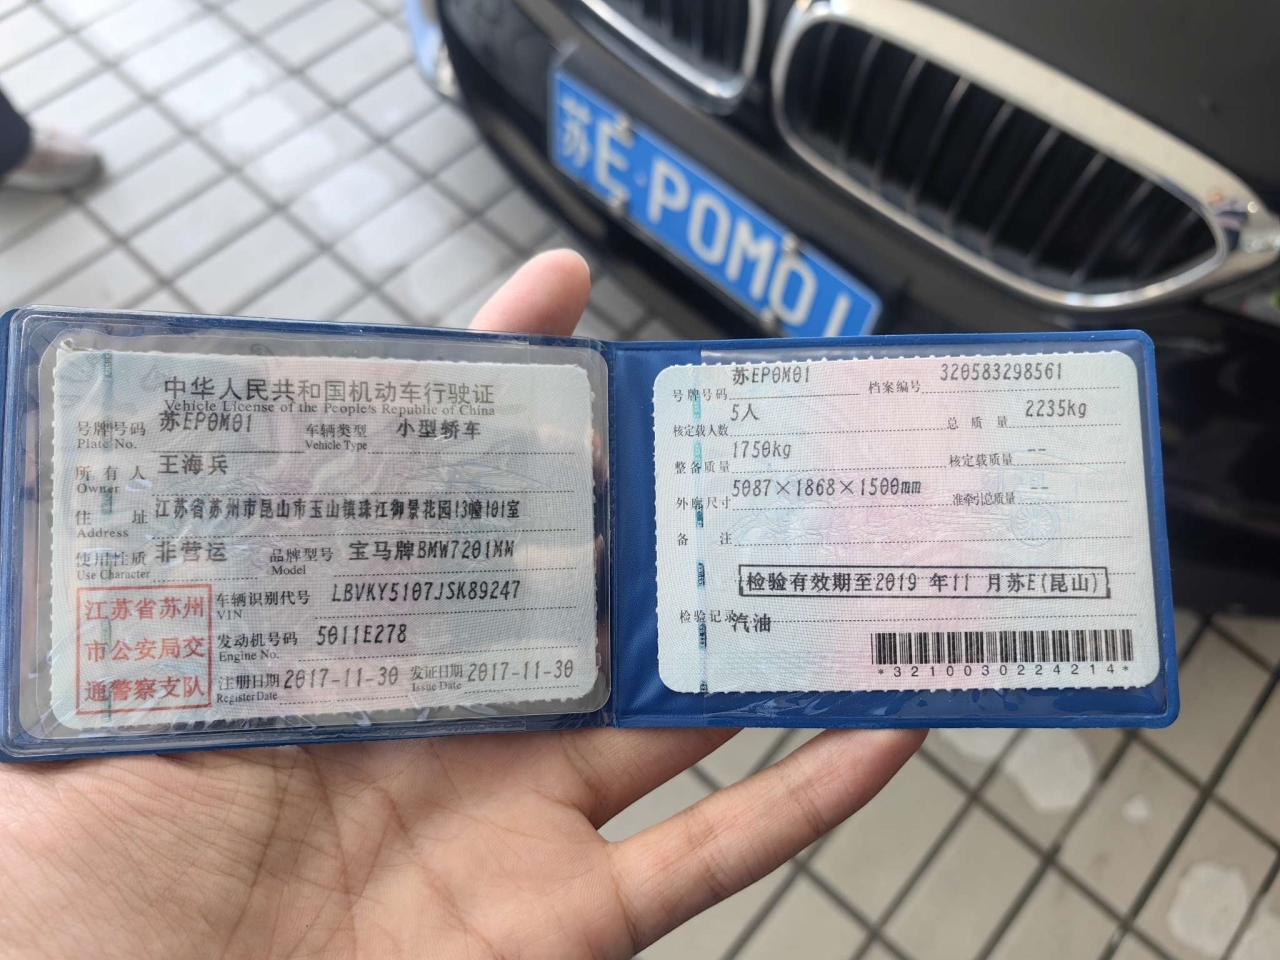 苏E·P0M01
中华人民共和国机动车行驶证
Vehicle License of the People's Republic of China
号牌号码 苏EP0M01 车辆类型 小型轿车
Plate No. Vehicle Type
所有人 王海兵
Owner
住址 江苏省苏州市昆山市玉山镇珠江御景花园13幢101室
Address
使用性质 非营运 品牌型号 宝马牌BMW7201MM
Use Character Model
江苏省苏州
市公安局交
通警察支队
车辆识别代号 LBVKY5107JSK89247
VIN
发动机号码 5011E278
Engine No.
注册日期 2017-11-30 发证日期 2017-11-30
Register Date Issue Date
号牌号码 苏EP0M01 档案编号 320583298561
核定载人数 5人 总质量 2235kg
整备质量 1750kg 核定载质量 --
外廓尺寸 5087×1868×1500mm 准牵引总质量 --
备注
检验有效期至2019年11月苏E(昆山)
检验记录 汽油
*3210030224214*